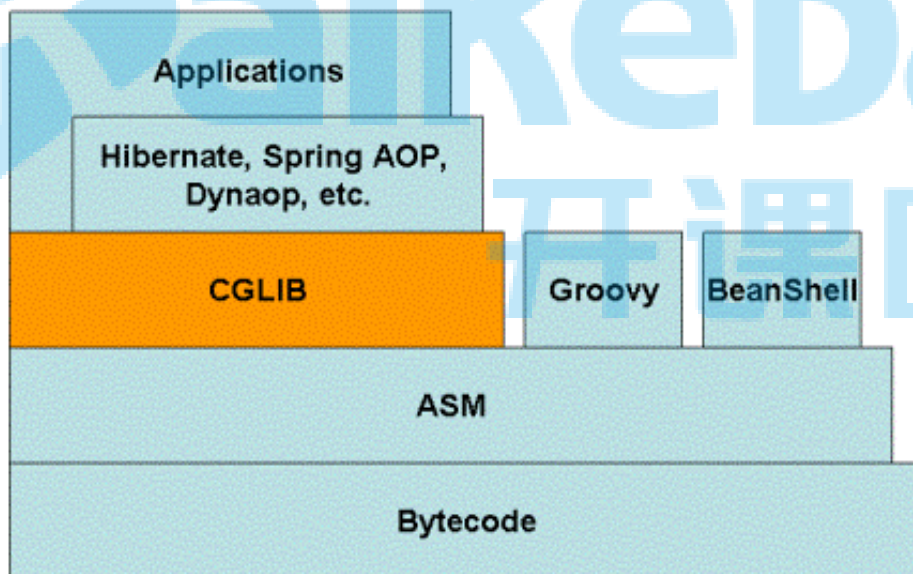 Applications
Hibernate, Spring AOP,
Dynaop, etc.
CGLIB
Groovy
BeanShell
ASM
Bytecode